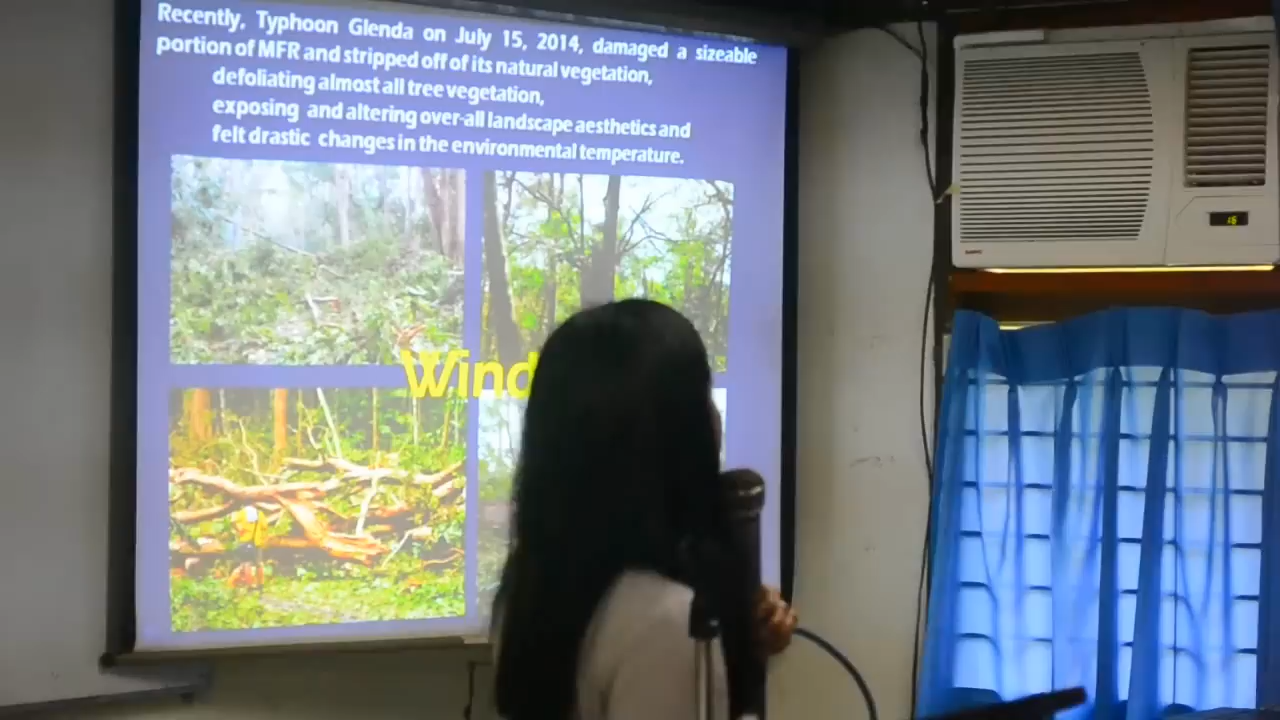 Recently, Typhoon Glenda on July 15, 2014, damaged a sizeable
portion of MFR and stripped off of its natural vegetation,
defoliating almost all tree vegetation,
exposing and altering over-all landscape aesthetics and
felt drastic changes in the environmental temperature.
Wind
16